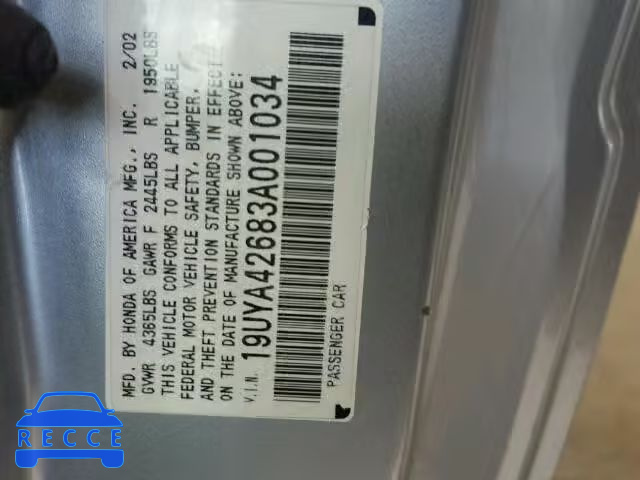 MFD. BY HONDA OF AMERICA MFG., INC. 2/02
GVWR 4365LBS GAWR F 2445LBS R 1950LBS
THIS VEHICLE CONFORMS TO ALL APPLICABLE
FEDERAL MOTOR VEHICLE SAFETY, BUMPER,
AND THEFT PREVENTION STANDARDS IN EFFECT
ON THE DATE OF MANUFACTURE SHOWN ABOVE:
V.I.N. 19UYA42683A001034
PASSENGER CAR
RECCE